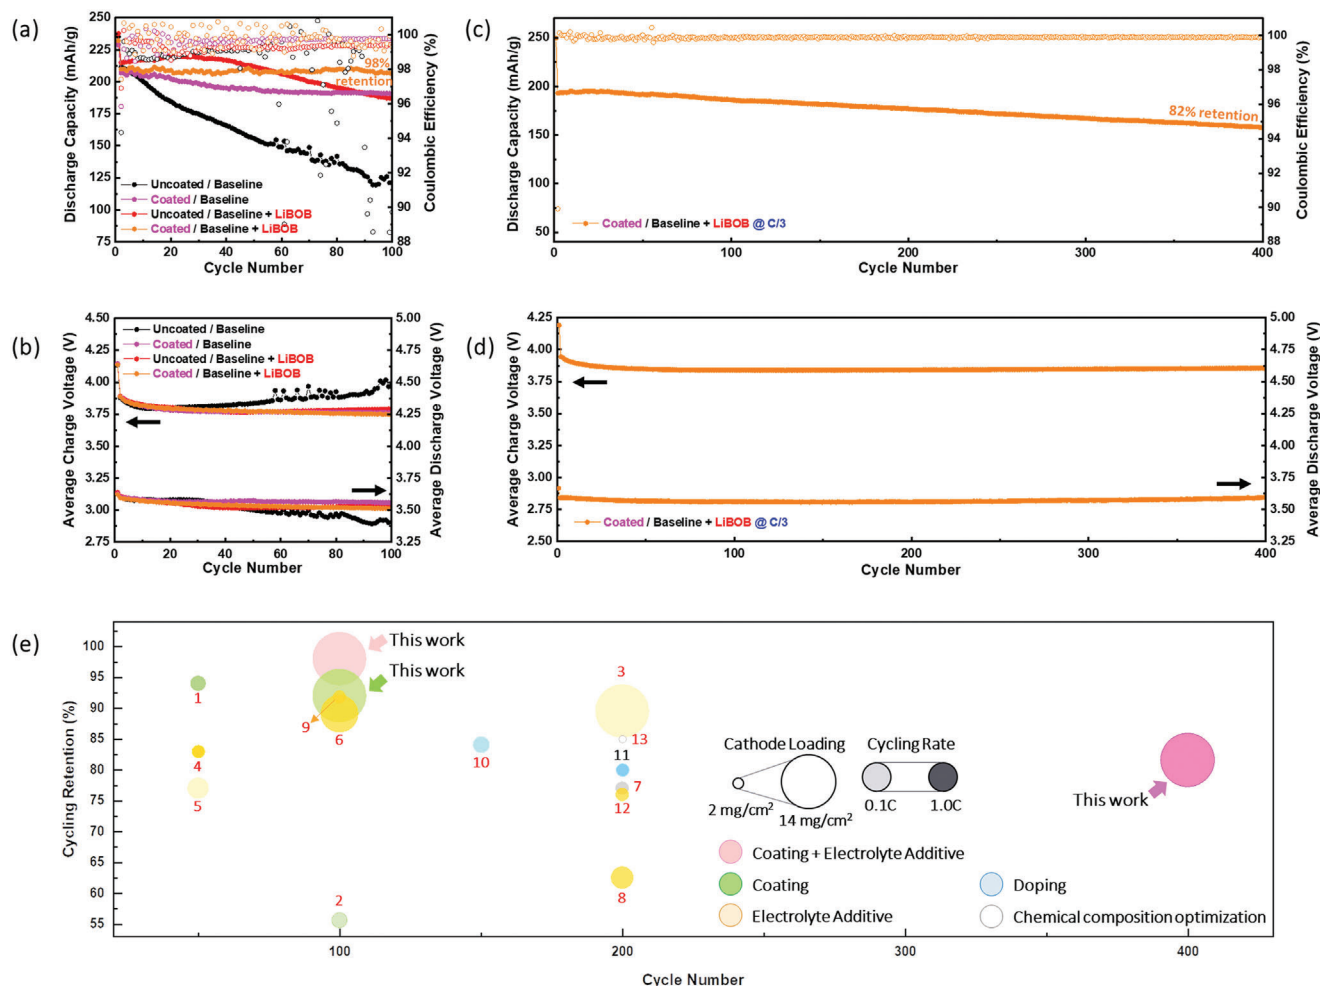 (a)
Discharge Capacity (mAh/g)
250
225
200
175
150
125
100
75
0 20 40 60 80 100
Cycle Number
100
98
96
94
92
90
88
Coulombic Efficiency (%)
98%
retention
Uncoated / Baseline
Coated / Baseline
Uncoated / Baseline + LiBOB
Coated / Baseline + LiBOB
(c)
Discharge Capacity (mAh/g)
250
200
150
100
50
0 100 200 300 400
Cycle Number
100
98
96
94
92
90
88
Coulombic Efficiency (%)
82% retention
Coated / Baseline + LiBOB @ C/3
(b)
Average Charge Voltage (V)
4.50
4.25
4.00
3.75
3.50
3.25
3.00
2.75
0 20 40 60 80 100
Cycle Number
5.00
4.75
4.50
4.25
4.00
3.75
3.50
3.25
Average Discharge Voltage (V)
Uncoated / Baseline
Coated / Baseline
Uncoated / Baseline + LiBOB
Coated / Baseline + LiBOB
(d)
Average Charge Voltage (V)
4.25
4.00
3.75
3.50
3.25
3.00
2.75
2.50
0 100 200 300 400
Cycle Number
5.00
4.75
4.50
4.25
4.00
3.75
3.50
3.25
Average Discharge Voltage (V)
Coated / Baseline + LiBOB @ C/3
(e)
Cycling Retention (%)
100
95
90
85
80
75
70
65
60
55
100 200 300 400
Cycle Number
This work
This work
This work
1
4
5
9
6
2
10
3
13
11
7
12
8
Cathode Loading
2 mg/cm²
14 mg/cm²
Cycling Rate
0.1C 1.0C
Coating + Electrolyte Additive
Coating
Electrolyte Additive
Doping
Chemical composition optimization